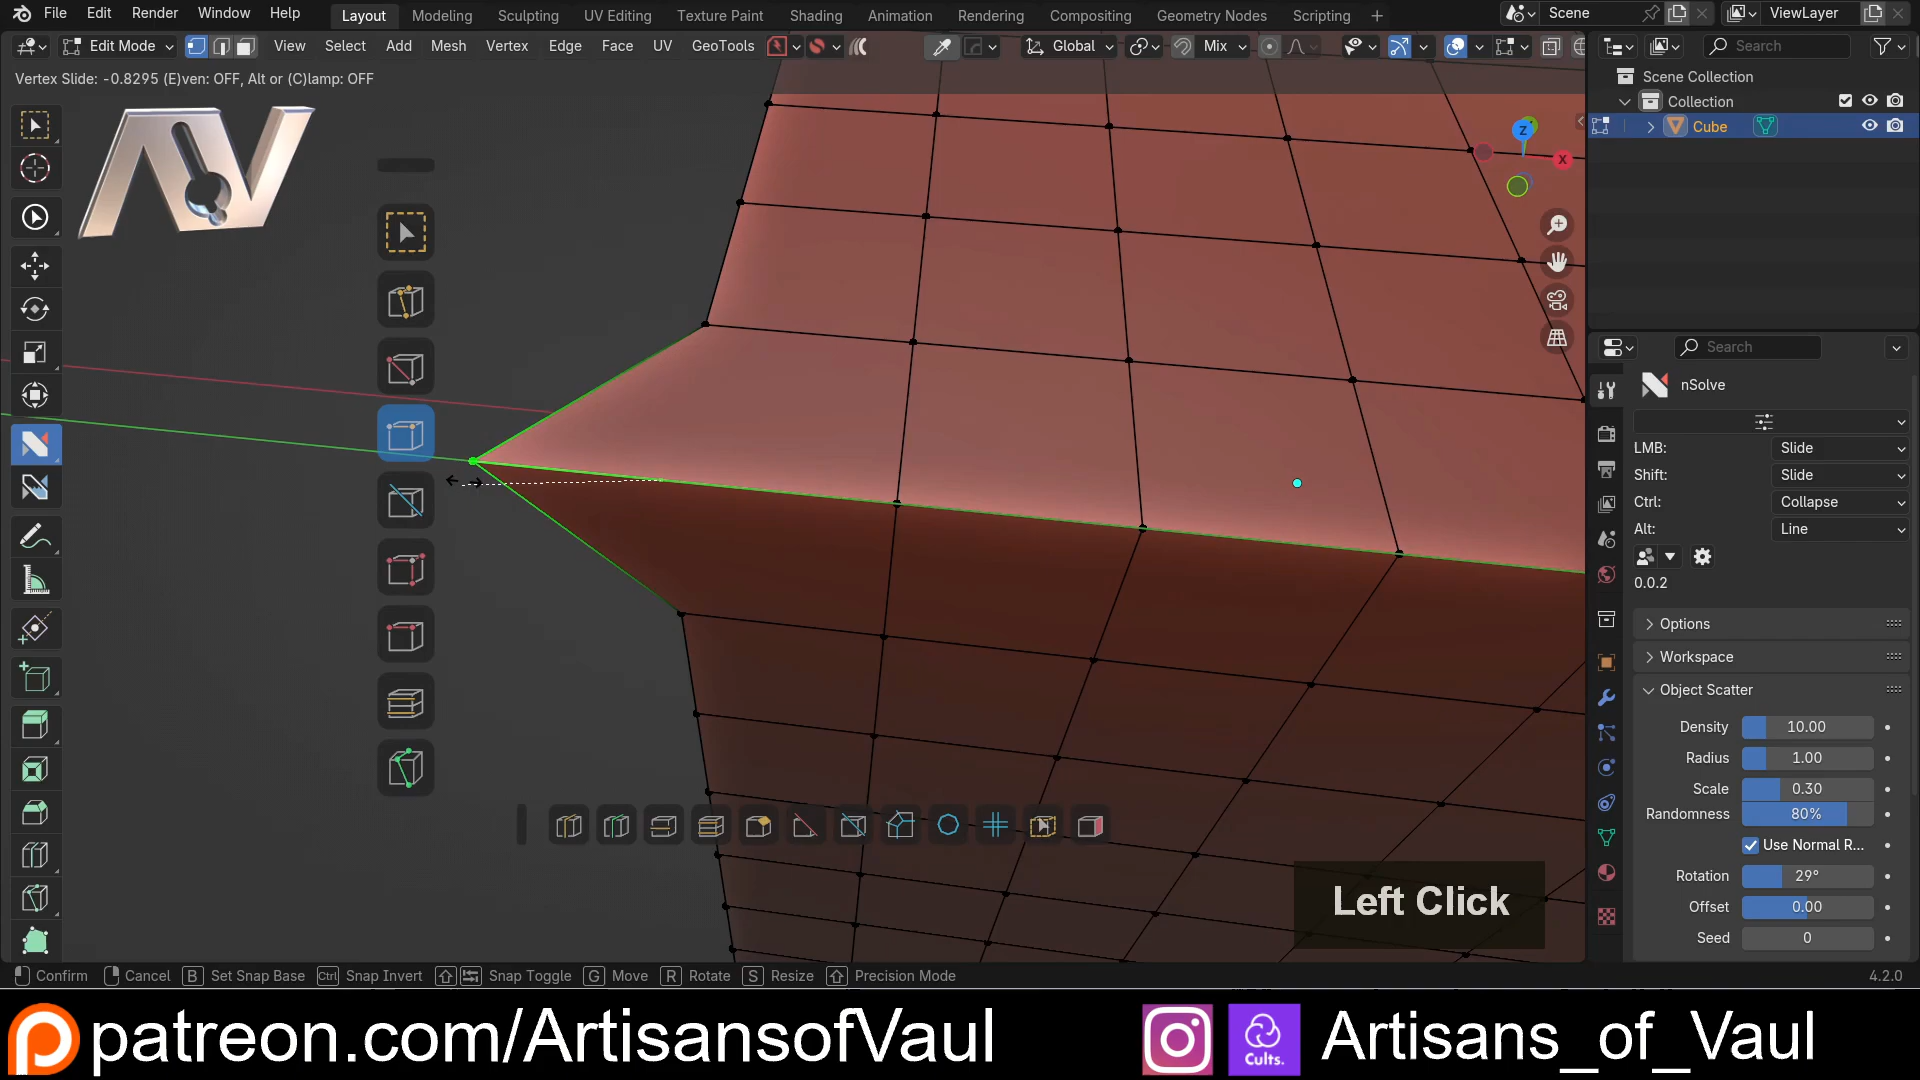 File Edit Render Window Help
Layout Modeling Sculpting UV Editing Texture Paint Shading Animation Rendering Compositing Geometry Nodes Scripting
Scene
ViewLayer
Edit Mode
View Select Add Mesh Vertex Edge Face UV GeoTools
Global
Mix
Search
Vertex Slide: -0.8295 (E)ven: OFF, Alt or (C)lamp: OFF
Scene Collection
Collection
Cube
Z
X
Search
nSolve
LMB: Slide
Shift: Slide
Ctrl: Collapse
Alt: Line
0.0.2
Options
Workspace
Object Scatter
Density 10.00
Radius 1.00
Scale 0.30
Randomness 80%
Use Normal R...
Rotation 29°
Offset 0.00
Seed 0
Left Click
Confirm Cancel B Set Snap Base Ctrl Snap Invert Snap Toggle G Move R Rotate S Resize Precision Mode
4.2.0
patreon.com/ArtisansofVaul
Cults.
Artisans_of_Vaul